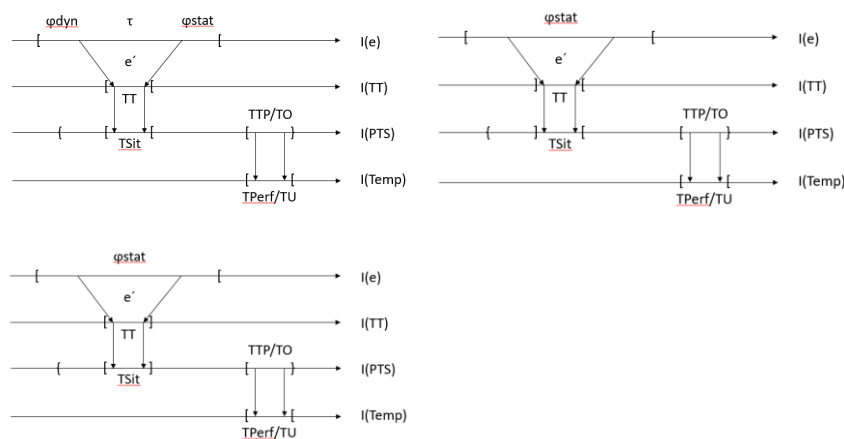 φdyn τ φstat
[ [ I(e)
e´
[ [ I(TT)
TT
TTP/TO
{ [ [ [ } I(PTS)
TSit
[ [ I(Temp)
TPerf/TU
φstat
[ [ I(e)
e´
] [ I(TT)
TT
TTP/TO
{ ] [ [ } I(PTS)
TSit
[ [ I(Temp)
TPerf/TU
φstat
[ [ I(e)
e´
[ ] I(TT)
TT
TTP/TO
{ [ ] [ } I(PTS)
TSit
[ [ I(Temp)
TPerf/TU